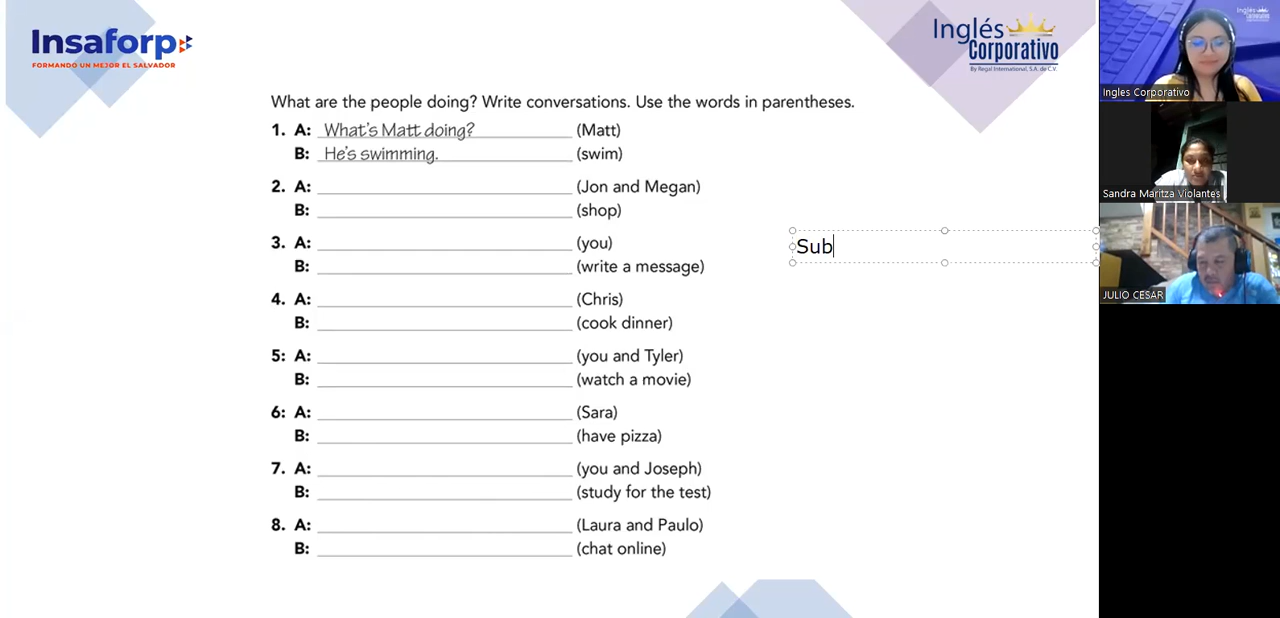 Insaforp
FORMANDO UN MEJOR EL SALVADOR
Inglés
Corporativo
By Regal International, S.A. de C.V.
What are the people doing? Write conversations. Use the words in parentheses.
1. A: What's Matt doing? (Matt)
B: He's swimming. (swim)
2. A: (Jon and Megan)
B: (shop)
3. A: (you)
B: (write a message)
4. A: (Chris)
B: (cook dinner)
5: A: (you and Tyler)
B: (watch a movie)
6: A: (Sara)
B: (have pizza)
7. A: (you and Joseph)
B: (study for the test)
8. A: (Laura and Paulo)
B: (chat online)
Sub
Ingles Corporativo
Sandra Maritza Violantes
JULIO CESAR